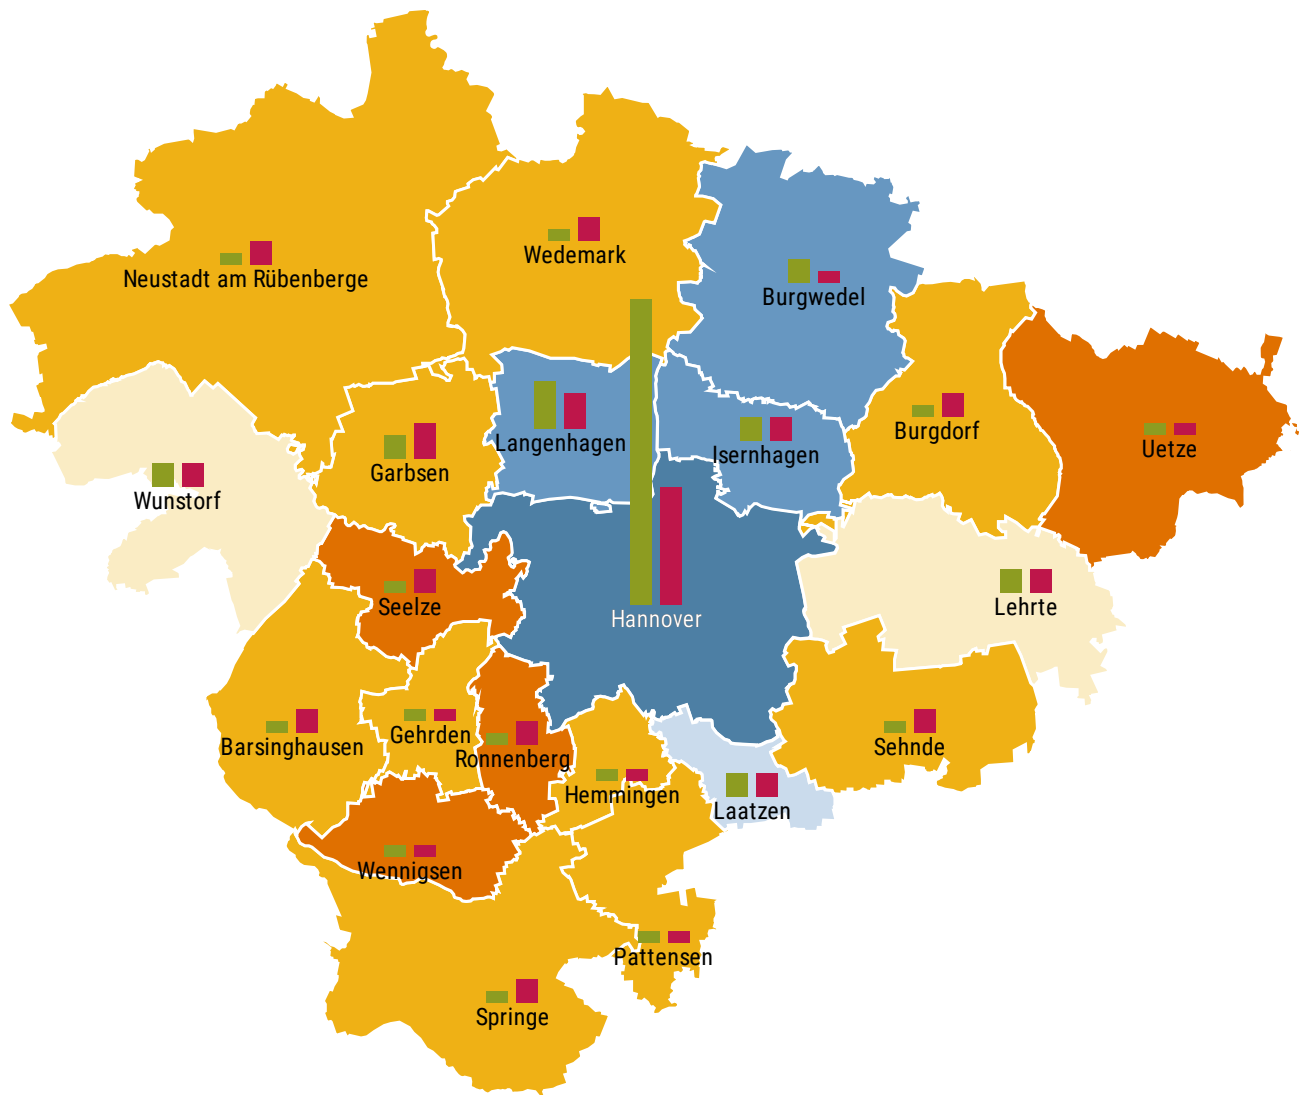 Wedemark
Neustadt am Rübenberge
Burgwedel
Burgdorf
Langenhagen
Uetze
Isernhagen
Garbsen
Wunstorf
Seelze
Lehrte
Hannover
Gehrden
Barsinghausen
Sehnde
Ronnenberg
Hemmingen
Laatzen
Wennigsen
Pattensen
Springe